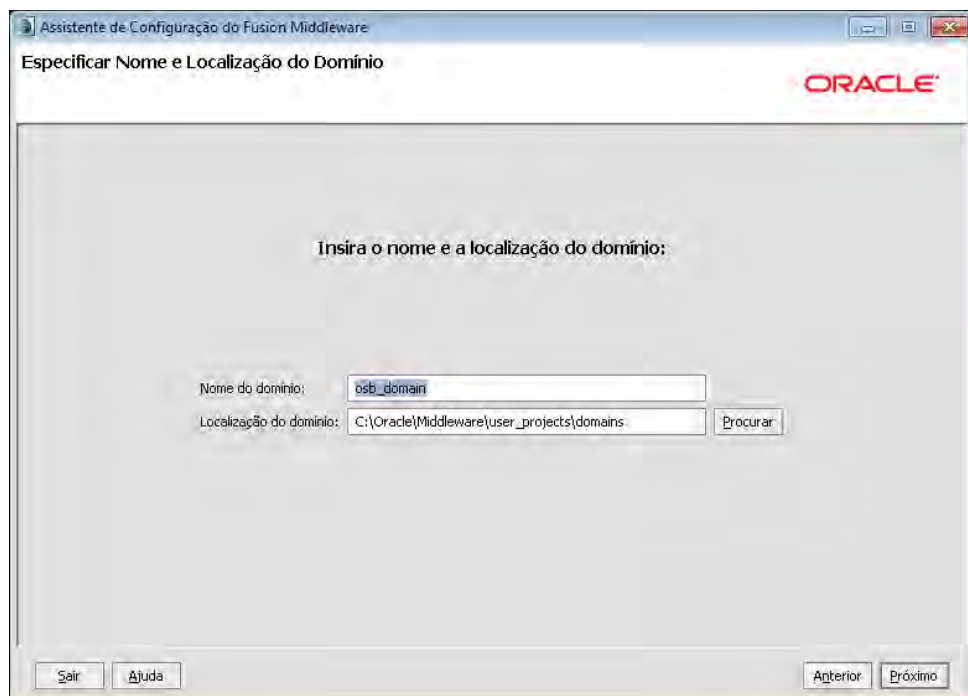 Assistente de Configuração do Fusion Middleware
Especificar Nome e Localização do Domínio
ORACLE
Insira o nome e a localização do domínio:
Nome do domínio: osb_domain
Localização do domínio: C:\Oracle\Middleware\user_projects\domains Procurar
Sair Ajuda Anterior Próximo